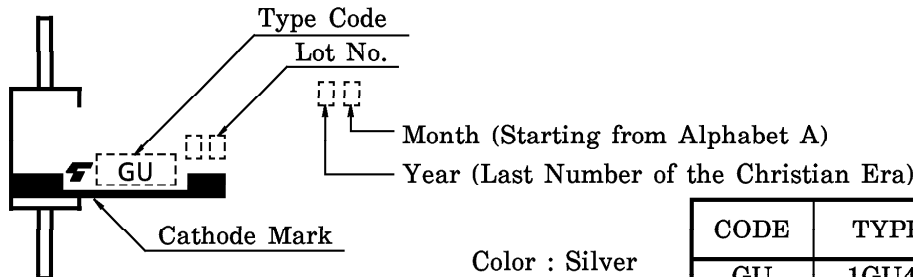 Type Code
Lot No.
Month (Starting from Alphabet A)
Year (Last Number of the Christian Era)
GU
Cathode Mark
Color : Silver
CODE TYPE
GU